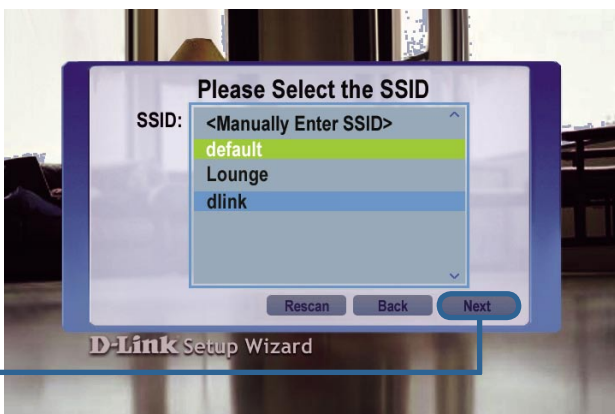 Please Select the SSID
SSID:
<Manually Enter SSID>
default
Lounge
dlink
Rescan Back Next
D-Link Setup Wizard